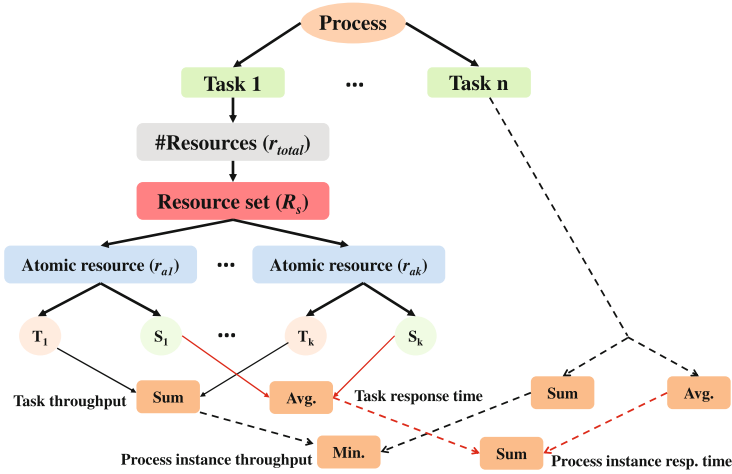 Process
Task 1
...
Task n
#Resources (r_total)
Resource set (R_s)
Atomic resource (r_a1)
...
Atomic resource (r_ak)
T_1
S_1
...
T_k
S_k
Task throughput
Sum
Avg.
Task response time
Sum
Avg.
Process instance throughput
Min.
Sum
Process instance resp. time